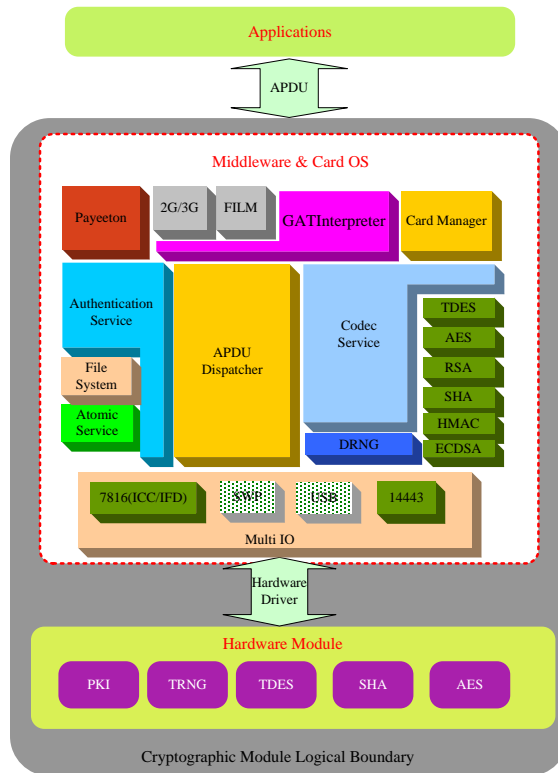 Applications
APDU
Middleware & Card OS
Payeeton
2G/3G
FILM
GATInterpreter
Card Manager
Authentication
Service
APDU
Dispatcher
Codec
Service
TDES
AES
RSA
SHA
HMAC
ECDSA
File
System
Atomic
Service
DRNG
7816(ICC/IFD)
SWP
USB
14443
Multi IO
Hardware
Driver
Hardware Module
PKI
TRNG
TDES
SHA
AES
Cryptographic Module Logical Boundary